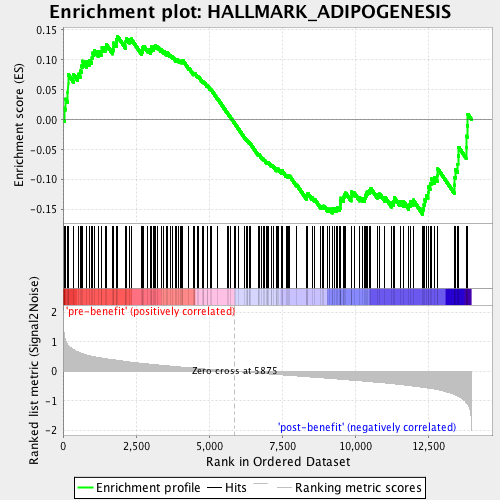 Enrichment plot: HALLMARK_ADIPOGENESIS
Enrichment score (ES)
0.15
0.10
0.05
0.00
-0.05
-0.10
-0.15
'pre-benefit' (positively correlated)
Ranked list metric (Signal2Noise)
2
1
0
-1
-2
Zero cross at 5875
'post-benefit' (negatively correlated)
0
2,500
5,000
7,500
10,000
12,500
Rank in Ordered Dataset
Enrichment profile
Hits
Ranking metric scores